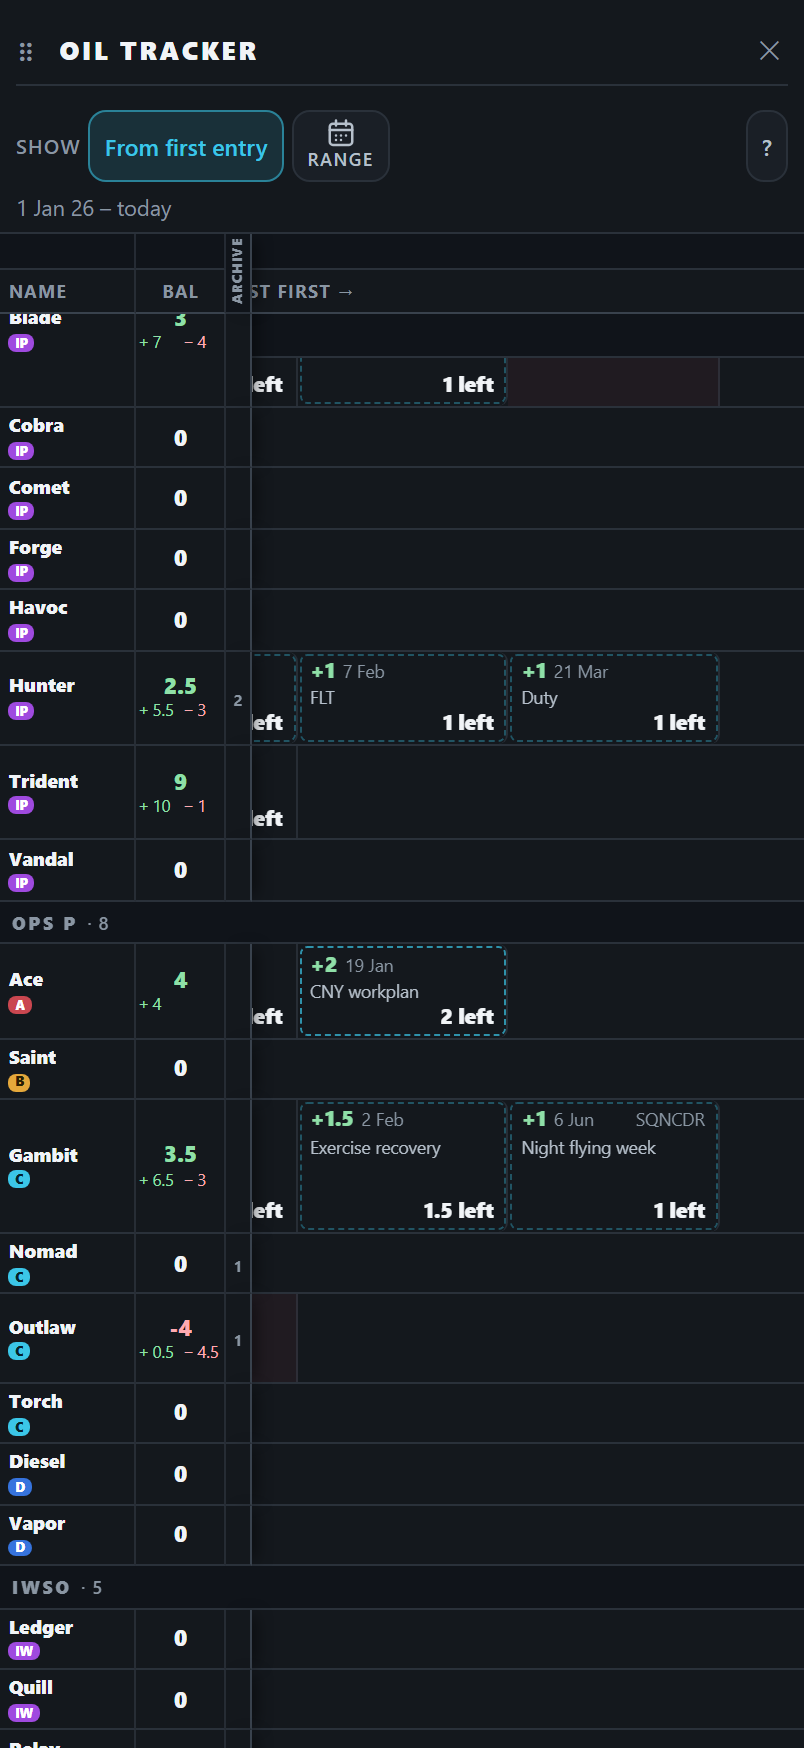 OIL TRACKER
SHOW From first entry RANGE ?
1 Jan 26 – today
ARCHIVE
NAME BAL ST FIRST →
Blade 3
IP + 7 − 4
left 1 left
Cobra 0
IP
Comet 0
IP
Forge 0
IP
Havoc 0
IP
+1 7 Feb +1 21 Mar
Hunter 2.5 2 FLT Duty
IP + 5.5 − 3 left 1 left 1 left
Trident 9
IP + 10 − 1 left
Vandal 0
IP
OPS P · 8
+2 19 Jan
Ace 4 CNY workplan
A + 4 left 2 left
Saint 0
B
+1.5 2 Feb +1 6 Jun SQNCDR
Gambit 3.5 Exercise recovery Night flying week
C + 6.5 − 3 left 1.5 left 1 left
Nomad 0 1
C
Outlaw -4 1
C + 0.5 − 4.5
Torch 0
C
Diesel 0
D
Vapor 0
D
IWSO · 5
Ledger 0
IW
Quill 0
IW